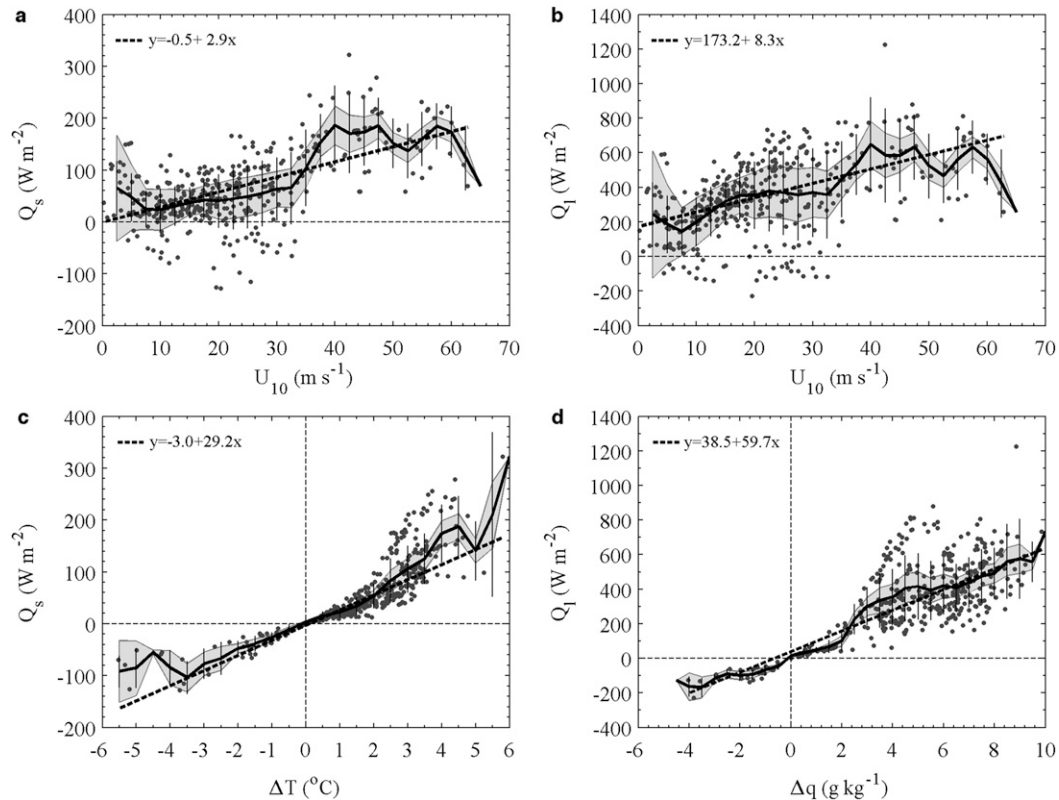 a
y=-0.5+ 2.9x
400
300
200
100
0
-100
-200
Q_s (W m^-2)
0 10 20 30 40 50 60 70
U_10 (m s^-1)
b
y=173.2+ 8.3x
1400
1200
1000
800
600
400
200
0
-200
-400
Q_l (W m^-2)
0 10 20 30 40 50 60 70
U_10 (m s^-1)
c
y=-3.0+29.2x
400
300
200
100
0
-100
-200
Q_s (W m^-2)
-6 -5 -4 -3 -2 -1 0 1 2 3 4 5 6
ΔT (°C)
d
y=38.5+59.7x
1400
1200
1000
800
600
400
200
0
-200
-400
Q_l (W m^-2)
-6 -4 -2 0 2 4 6 8 10
Δq (g kg^-1)